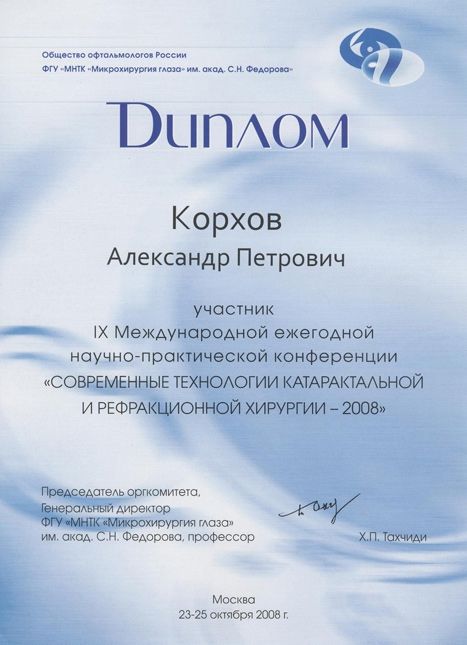 Общество офтальмологов России
ФГУ «МНТК «Микрохирургия глаза» им. акад. С.Н. Федорова»
Диплом
Корхов
Александр Петрович
участник
IX Международной ежегодной
научно-практической конференции
«СОВРЕМЕННЫЕ ТЕХНОЛОГИИ КАТАРАКТАЛЬНОЙ
И РЕФРАКЦИОННОЙ ХИРУРГИИ – 2008»
Председатель оргкомитета,
Генеральный директор
ФГУ «МНТК «Микрохирургия глаза»
им. акад. С.Н. Федорова, профессор
Х.П. Тахчиди
Москва
23-25 октября 2008 г.